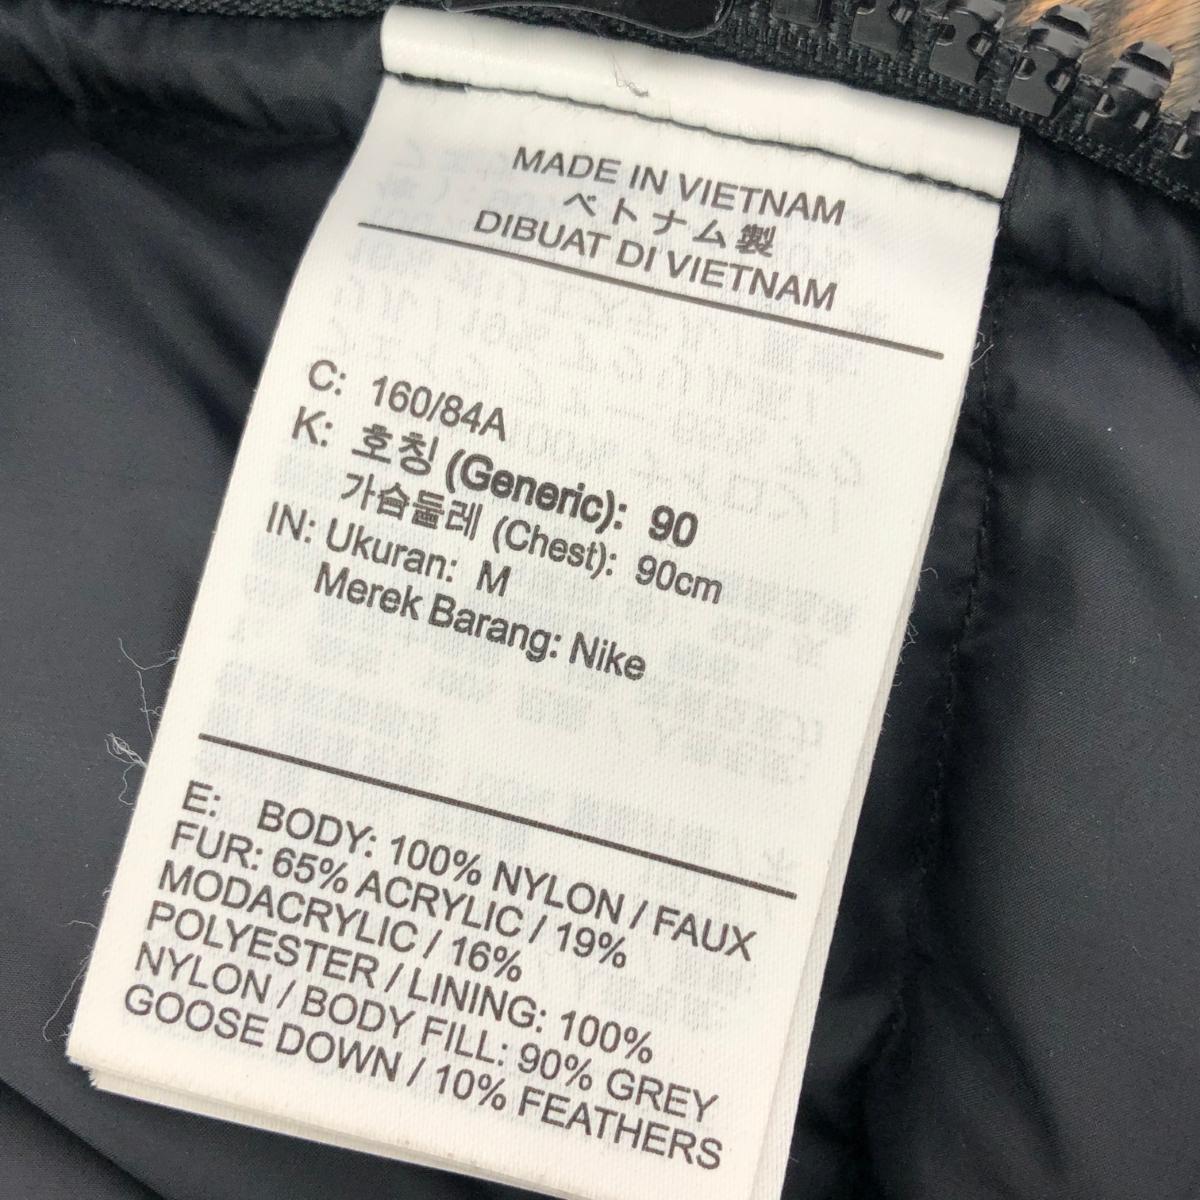 MADE IN VIETNAM
ベトナム製
DIBUAT DI VIETNAM
C: 160/84A
K: 호칭 (Generic): 90
가슴둘레 (Chest): 90cm
IN: Ukuran: M
Merek Barang: Nike
E: BODY: 100% NYLON / FAUX
FUR: 65% ACRYLIC / 19%
MODACRYLIC / 16%
POLYESTER / LINING: 100%
NYLON / BODY FILL: 90% GREY
GOOSE DOWN / 10% FEATHERS